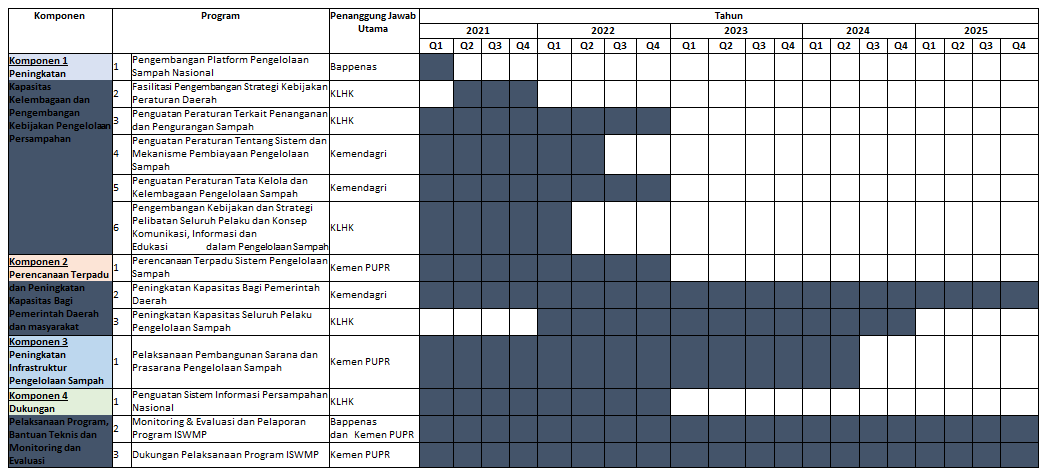 Komponen Program Penanggung Jawab Utama Tahun
2021 2022 2023 2024 2025
Q1 Q2 Q3 Q4 Q1 Q2 Q3 Q4 Q1 Q2 Q3 Q4 Q1 Q2 Q3 Q4 Q1 Q2 Q3 Q4
Komponen 1
Peningkatan
Kapasitas
Kelembagaan dan
Pengembangan
Kebijakan Pengelolaan
Persampahan
1 Pengembangan Platform Pengelolaan
Sampah Nasional
Bappenas
2 Fasilitasi Pengembangan Strategi Kebijakan
Peraturan Daerah
KLHK
3 Penguatan Peraturan Terkait Penanganan
dan Pengurangan Sampah
KLHK
4 Penguatan Peraturan Tentang Sistem dan
Mekanisme Pembiayaan Pengelolaan
Sampah
Kemendagri
5 Penguatan Peraturan Tata Kelola dan
Kelembagaan Pengelolaan Sampah
Kemendagri
6 Pengembangan Kebijakan dan Strategi
Pelibatan Seluruh Pelaku dan Konsep
Komunikasi, Informasi dan
Edukasi dalam Pengelolaan Sampah
KLHK
Komponen 2
Perencanaan Terpadu
dan Peningkatan
Kapasitas Bagi
Pemerintah Daerah
dan masyarakat
1 Perencanaan Terpadu Sistem Pengelolaan
Sampah
Kemen PUPR
2 Peningkatan Kapasitas Bagi Pemerintah
Daerah
Kemendagri
3 Peningkatan Kapasitas Seluruh Pelaku
Pengelolaan Sampah
KLHK
Komponen 3
Peningkatan
Infrastruktur
Pengelolaan Sampah
1 Pelaksanaan Pembangunan Sarana dan
Prasarana Pengelolaan Sampah
Kemen PUPR
Komponen 4
Dukungan
Pelaksanaan Program,
Bantuan Teknis dan
Monitoring dan
Evaluasi
1 Penguatan Sistem Informasi Persampahan
Nasional
KLHK
2 Monitoring & Evaluasi dan Pelaporan
Program ISWMP
Bappenas
dan Kemen PUPR
3 Dukungan Pelaksanaan Program ISWMP
Kemen PUPR